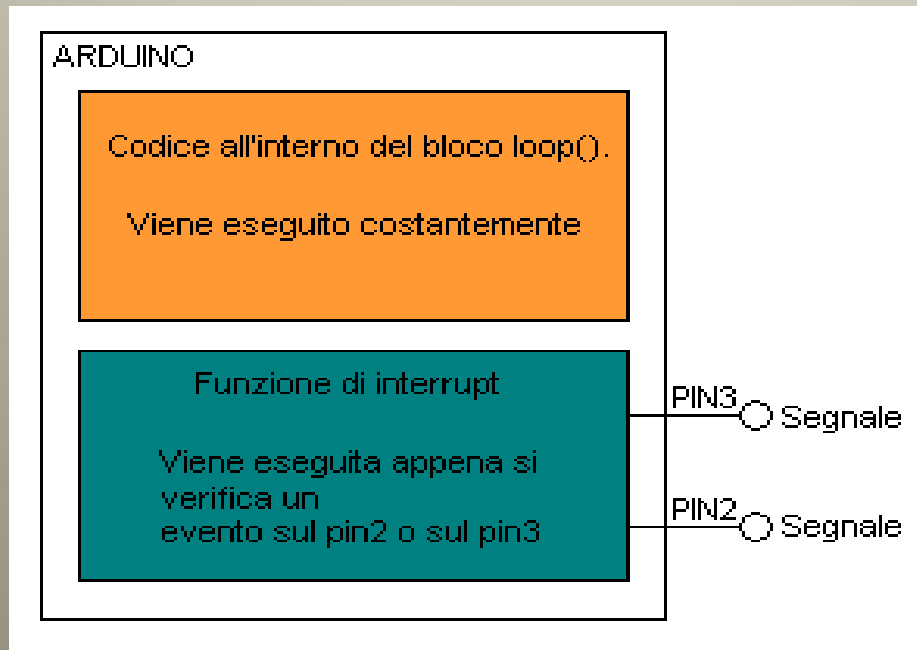 ARDUINO
Codice all'interno del bloco loop().
Viene eseguito costantemente
Funzione di interrupt
Viene eseguita appena si
verifica un
evento sul pin2 o sul pin3
PIN3
Segnale
PIN2
Segnale